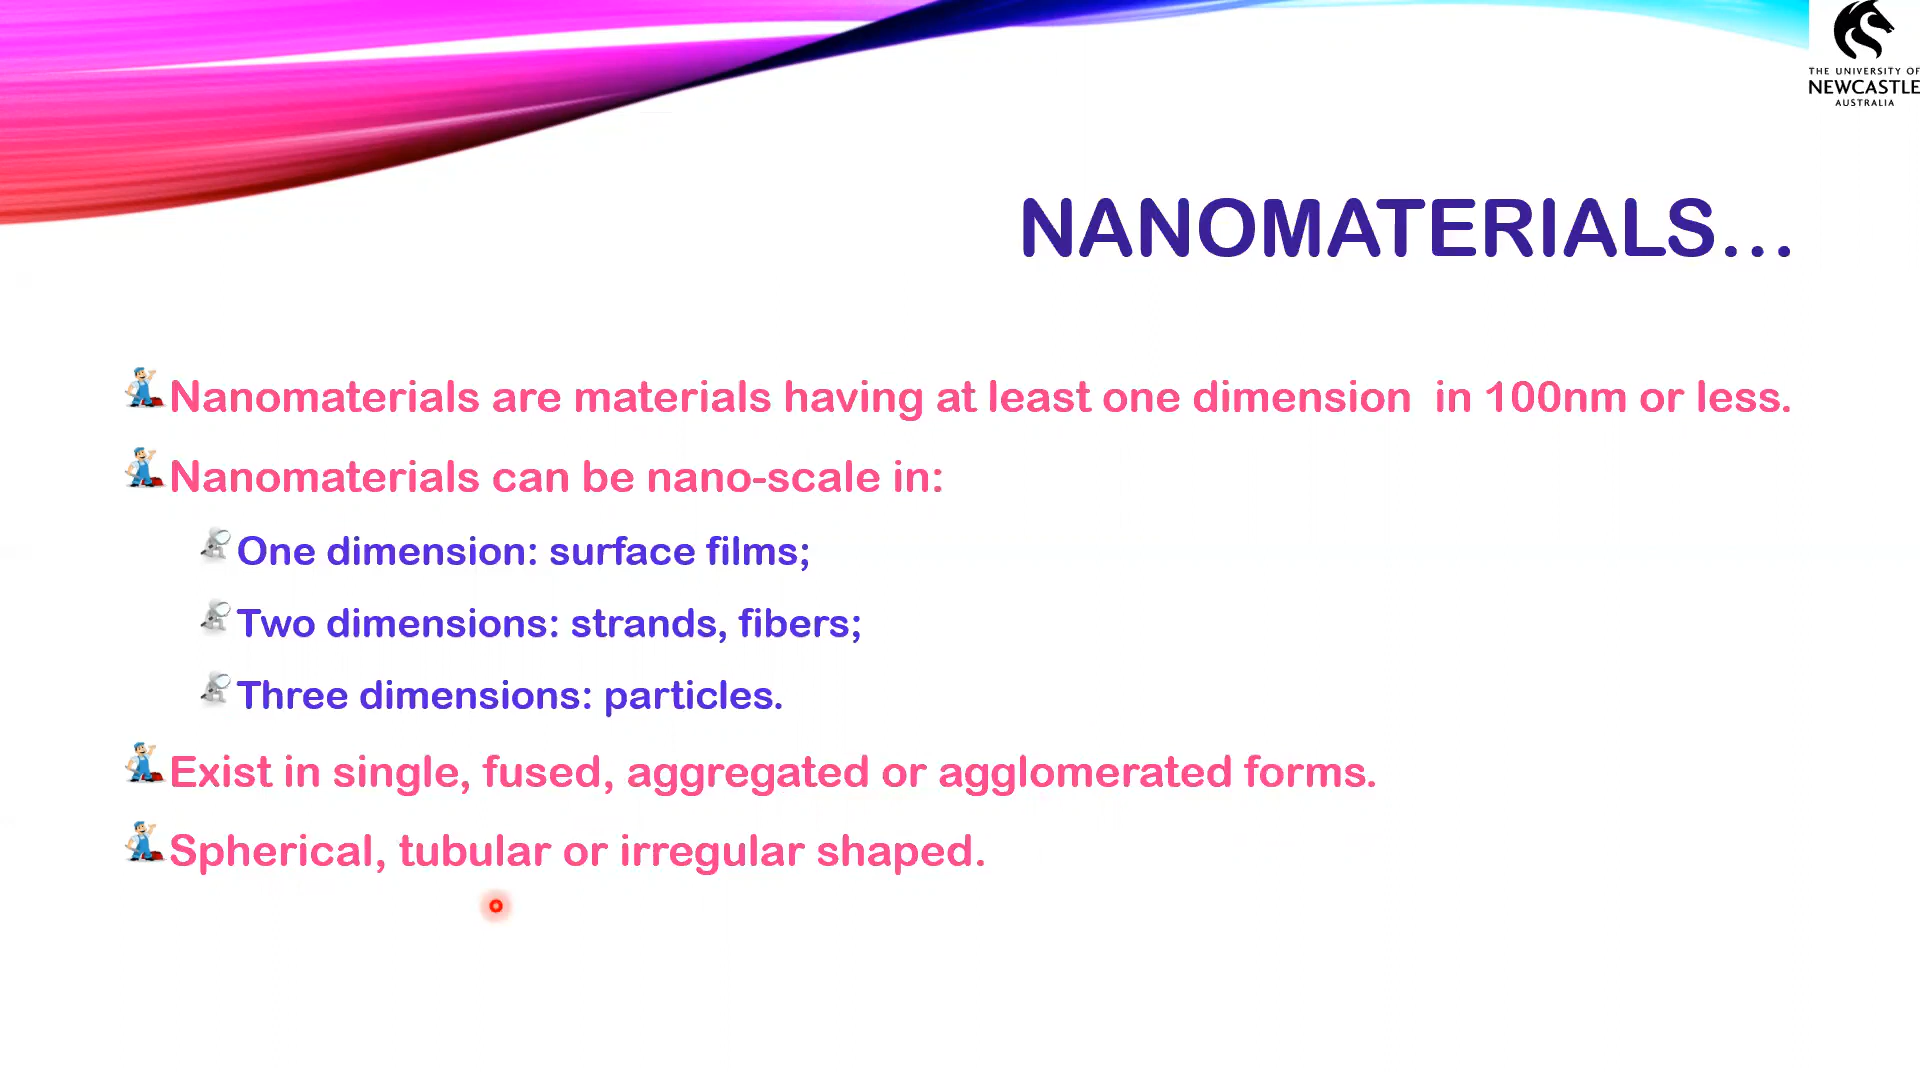 THE UNIVERSITY OF
NEWCASTLE
AUSTRALIA
NANOMATERIALS...
Nanomaterials are materials having at least one dimension in 100nm or less.
Nanomaterials can be nano-scale in:
One dimension: surface films;
Two dimensions: strands, fibers;
Three dimensions: particles.
Exist in single, fused, aggregated or agglomerated forms.
Spherical, tubular or irregular shaped.